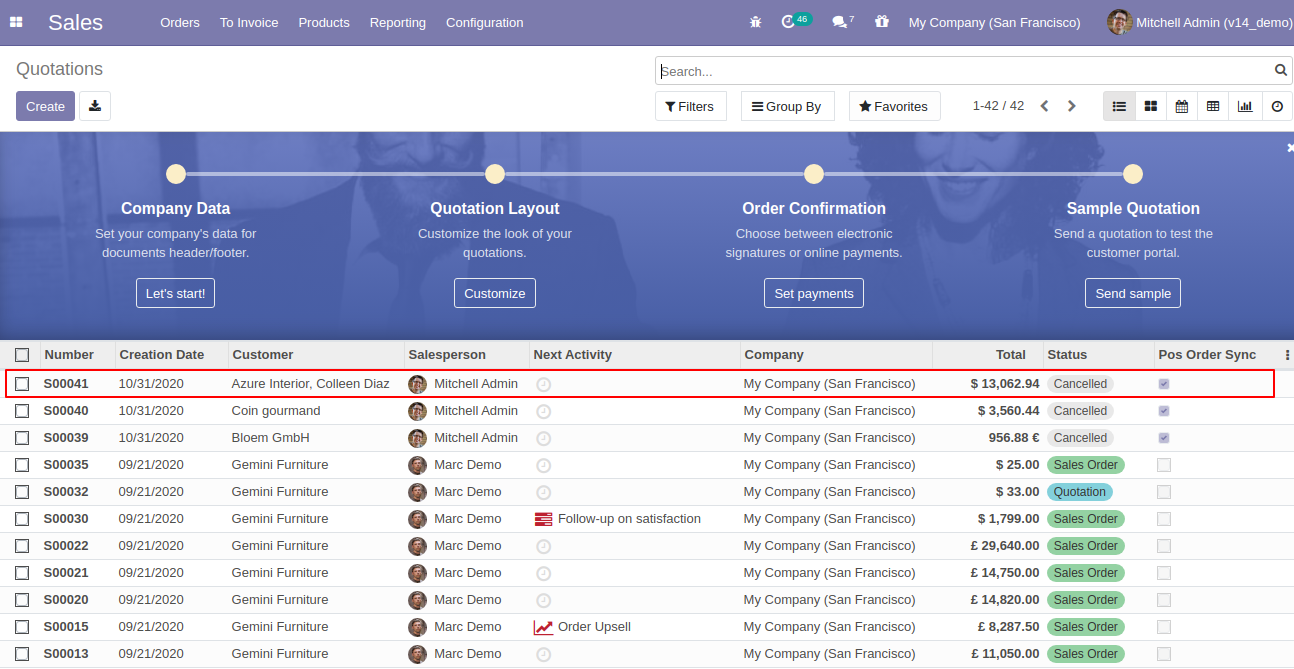 Sales Orders To Invoice Products Reporting Configuration 46 7 My Company (San Francisco) Mitchell Admin (v14_demo)
Quotations
Search...
Create Filters Group By Favorites 1-42 / 42
Company Data Quotation Layout Order Confirmation Sample Quotation
Set your company's data for Customize the look of your Choose between electronic Send a quotation to test the
documents header/footer. quotations. signatures or online payments. customer portal.
Let's start! Customize Set payments Send sample
Number Creation Date Customer Salesperson Next Activity Company Total Status Pos Order Sync
S00041 10/31/2020 Azure Interior, Colleen Diaz Mitchell Admin My Company (San Francisco) $ 13,062.94 Cancelled
S00040 10/31/2020 Coin gourmand Mitchell Admin My Company (San Francisco) $ 3,560.44 Cancelled
S00039 10/31/2020 Bloem GmbH Mitchell Admin My Company (San Francisco) 956.88 € Cancelled
S00035 09/21/2020 Gemini Furniture Marc Demo My Company (San Francisco) $ 25.00 Sales Order
S00032 09/21/2020 Gemini Furniture Marc Demo My Company (San Francisco) $ 33.00 Quotation
S00030 09/21/2020 Gemini Furniture Marc Demo Follow-up on satisfaction My Company (San Francisco) $ 1,799.00 Sales Order
S00022 09/21/2020 Gemini Furniture Marc Demo My Company (San Francisco) £ 29,640.00 Sales Order
S00021 09/21/2020 Gemini Furniture Marc Demo My Company (San Francisco) £ 14,750.00 Sales Order
S00020 09/21/2020 Gemini Furniture Marc Demo My Company (San Francisco) £ 14,820.00 Sales Order
S00015 09/21/2020 Gemini Furniture Marc Demo Order Upsell My Company (San Francisco) £ 8,287.50 Sales Order
S00013 09/21/2020 Gemini Furniture Marc Demo My Company (San Francisco) £ 11,050.00 Sales Order